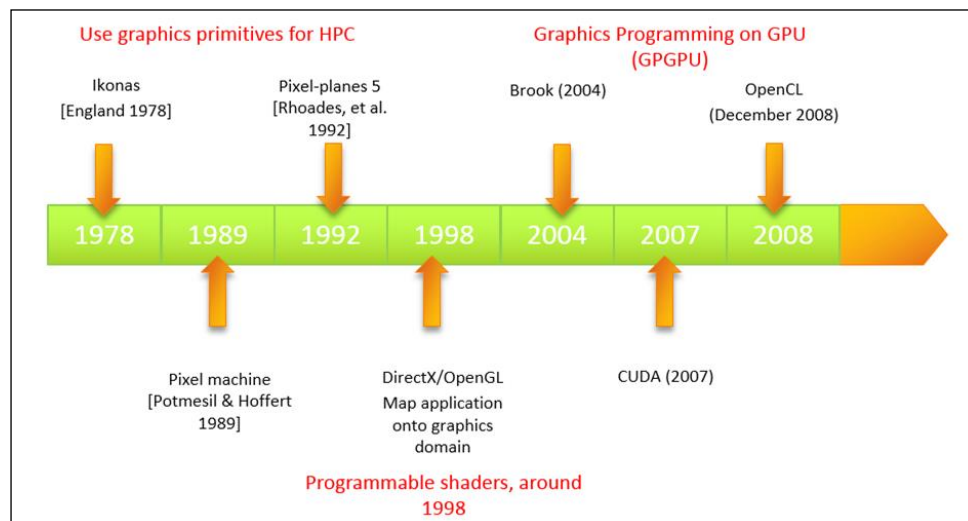 Use graphics primitives for HPC
Graphics Programming on GPU
(GPGPU)
Ikonas
[England 1978]
Pixel-planes 5
[Rhoades, et al.
1992]
Brook (2004)
OpenCL
(December 2008)
1978
1989
1992
1998
2004
2007
2008
Pixel machine
[Potmesil & Hoffert
1989]
DirectX/OpenGL
Map application
onto graphics
domain
CUDA (2007)
Programmable shaders, around
1998